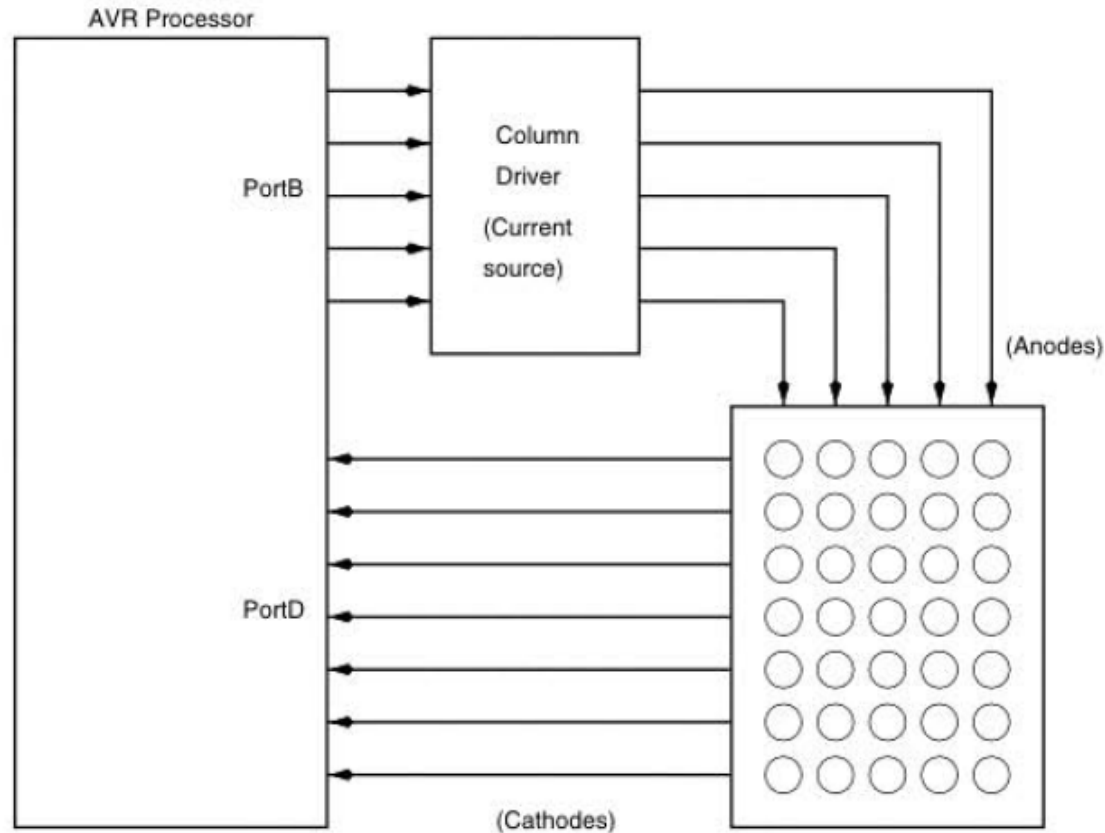 AVR Processor
PortB
Column
Driver
(Current
source)
(Anodes)
PortD
(Cathodes)